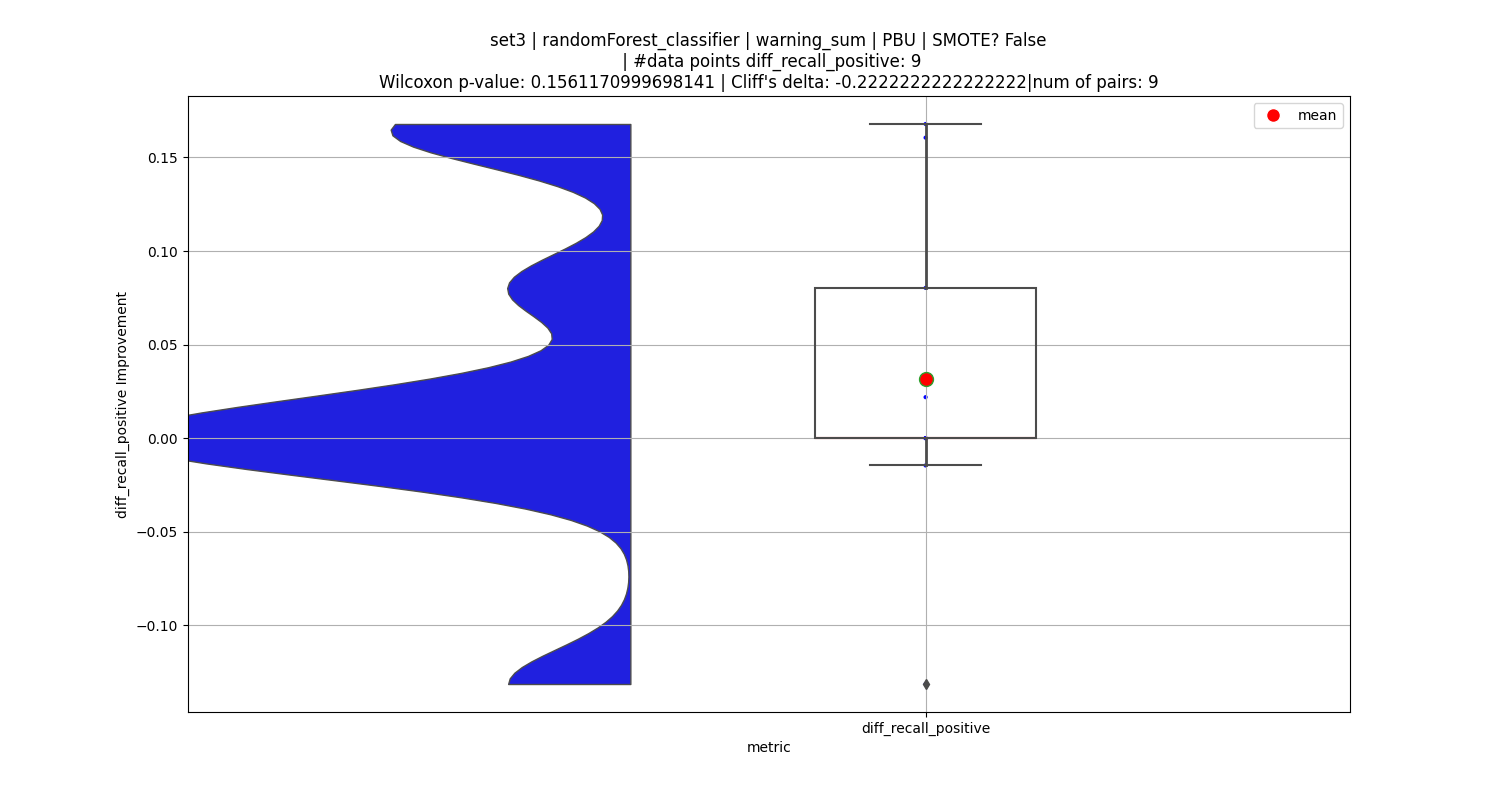 set3 | randomForest_classifier | warning_sum | PBU | SMOTE? False
| #data points diff_recall_positive: 9
Wilcoxon p-value: 0.1561170999698141 | Cliff's delta: -0.2222222222222222|num of pairs: 9
mean
0.15
0.10
0.05
0.00
−0.05
−0.10
diff_recall_positive Improvement
diff_recall_positive
metric